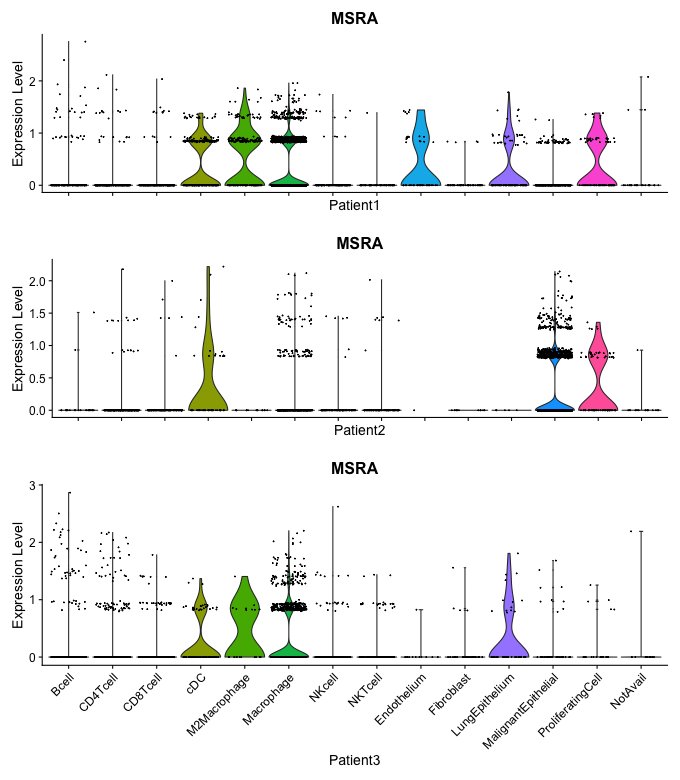 MSRA
Expression Level
2
1
0
Patient1
MSRA
Expression Level
2.0
1.5
1.0
0.5
0.0
Patient2
MSRA
Expression Level
3
2
1
0
Bcell
CD4Tcell
CD8Tcell
cDC
M2Macrophage
Macrophage
NKcell
NKTcell
Endothelium
Fibroblast
LungEpithelium
MalignantEpithelial
ProliferatingCell
NotAvail
Patient3